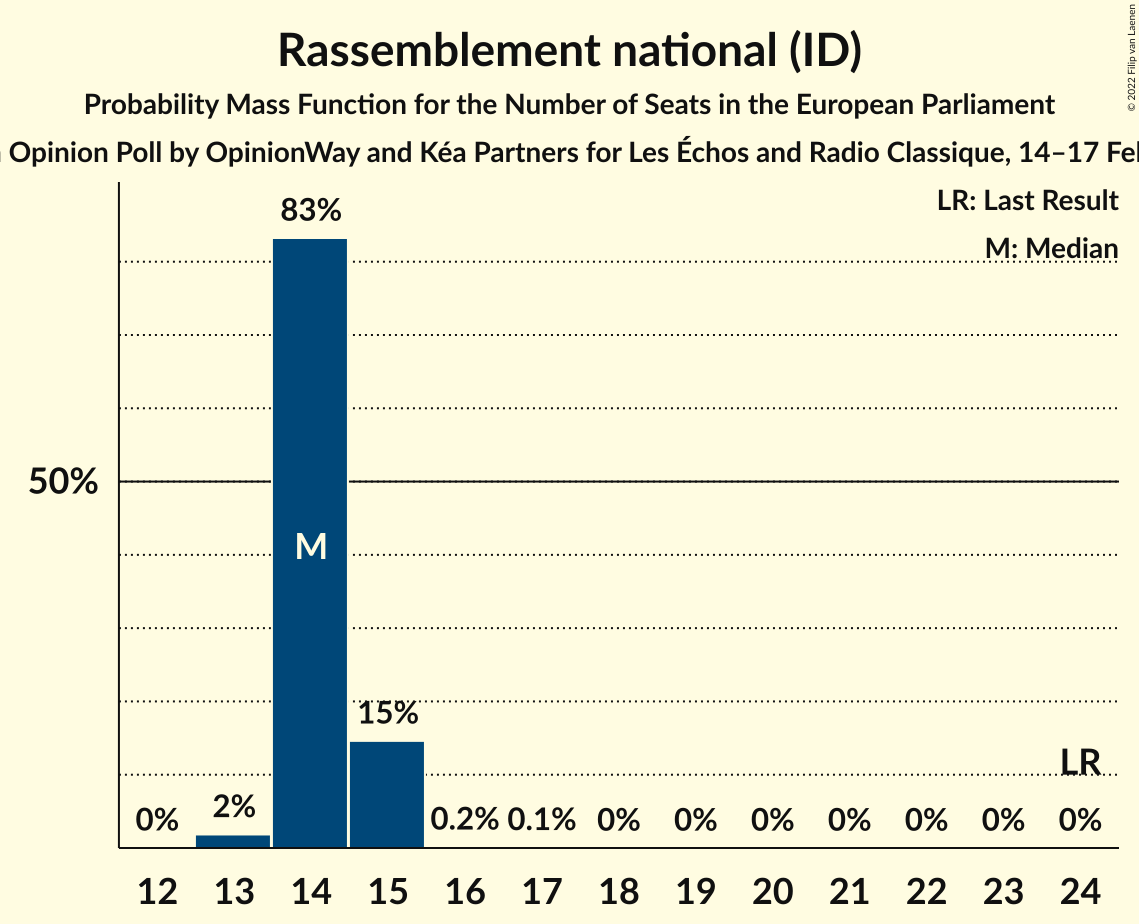 Rassemblement national (ID)
Probability Mass Function for the Number of Seats in the European Parliament
Opinion Poll by OpinionWay and Kéa Partners for Les Échos and Radio Classique, 14–17
© 2022 Filip van Laenen
LR: Last Result
M: Median
83%
50%
M
15%
LR
0% 2% 0.2% 0.1% 0% 0% 0% 0% 0% 0% 0%
12 13 14 15 16 17 18 19 20 21 22 23 24